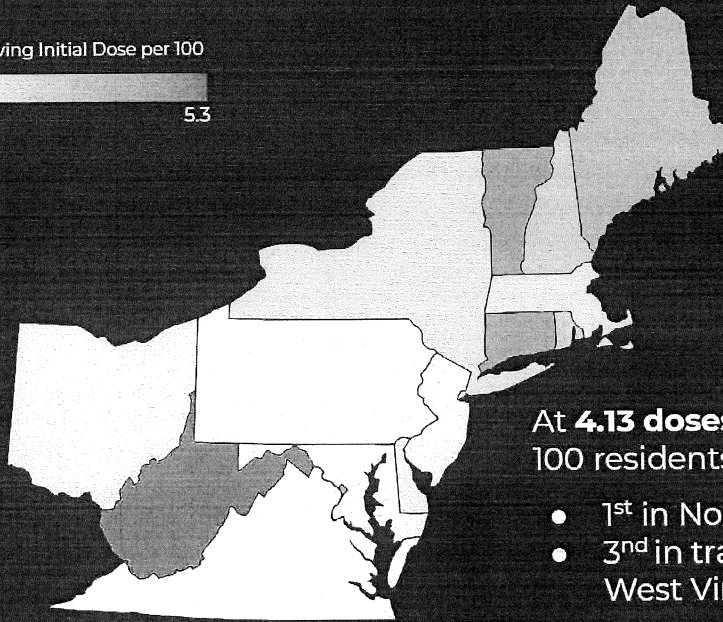 ving Initial Dose per 100
5.3
At 4.13 doses
100 residents
• 1st in No
• 3nd in tra
West Vir